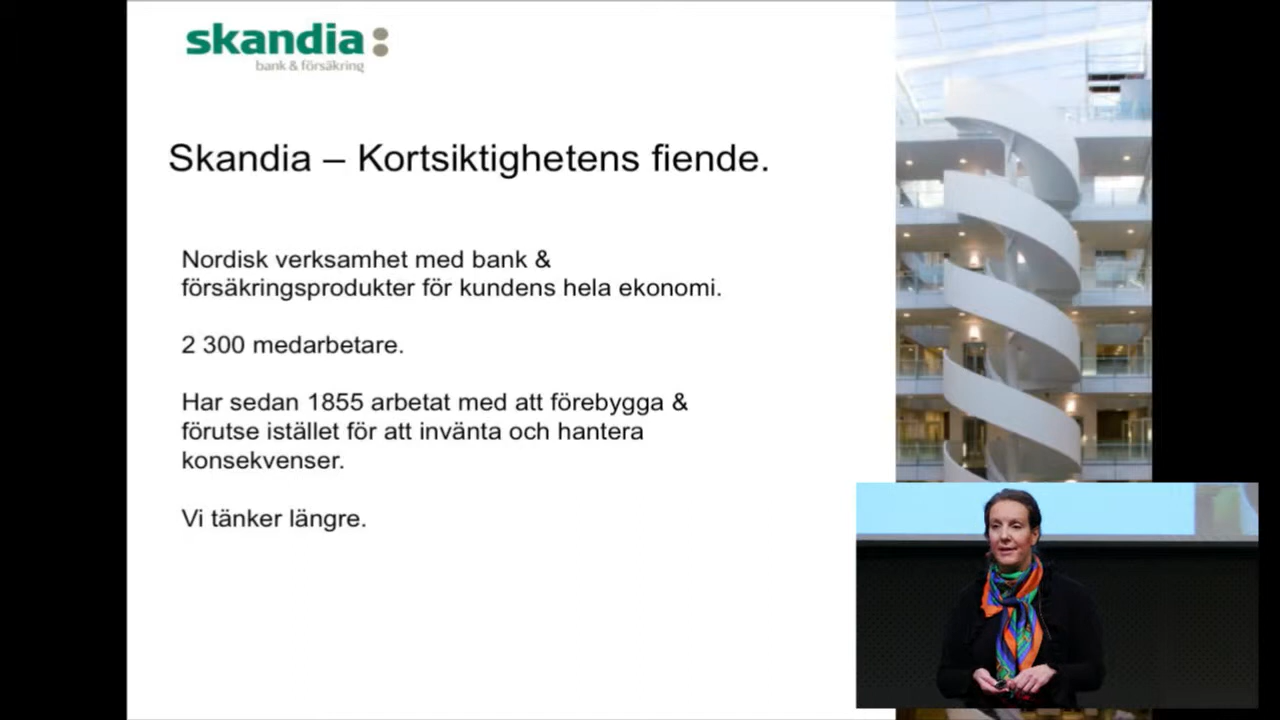 skandia:
bank & försäkring
Skandia – Kortsiktighetens fiende.
Nordisk verksamhet med bank &
försäkringsprodukter för kundens hela ekonomi.
2 300 medarbetare.
Har sedan 1855 arbetat med att förebygga &
förutse istället för att invänta och hantera
konsekvenser.
Vi tänker längre.